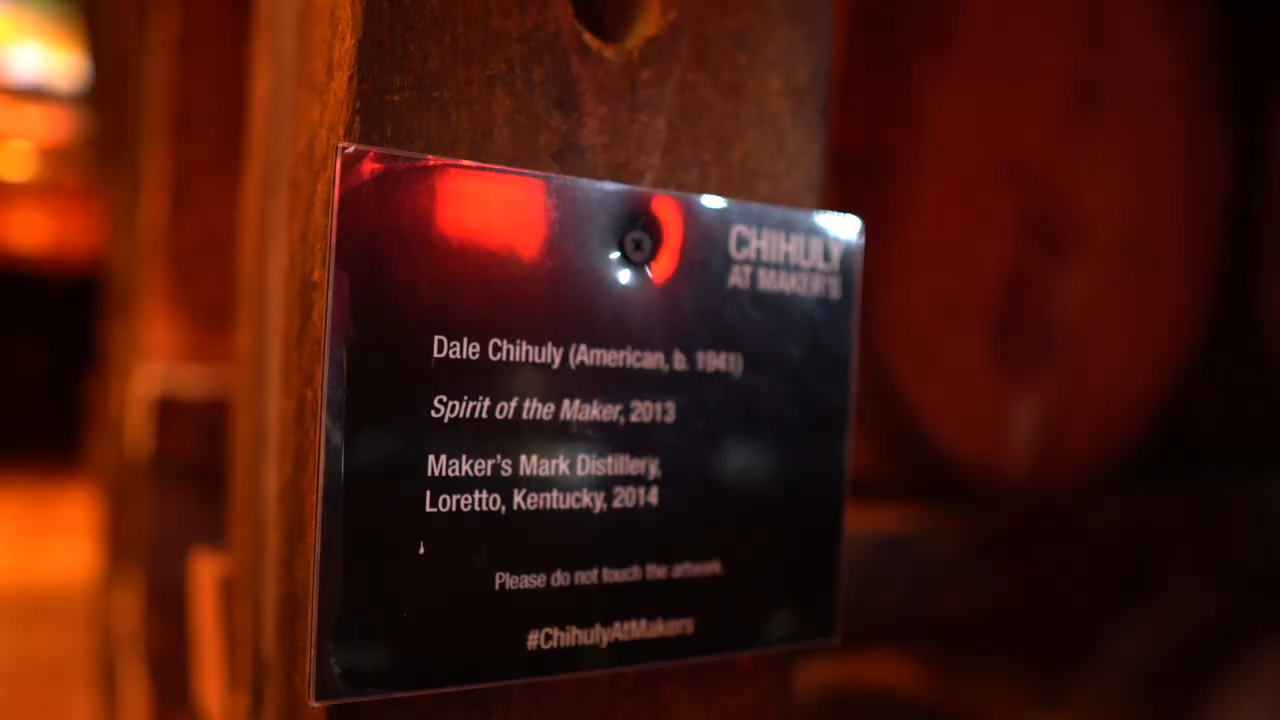 CHIHULY
AT MAKER'S
Dale Chihuly (American, b. 1941)
Spirit of the Maker, 2013
Maker's Mark Distillery,
Loretto, Kentucky, 2014
Please do not touch the artwork.
#ChihulyAtMakers